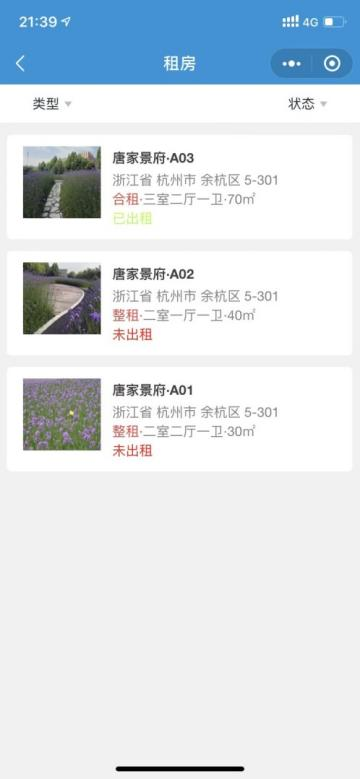 21:39
4G
租房
类型
状态
唐家景府·A03
浙江省 杭州市 余杭区 5-301
合租·三室二厅一卫·70㎡
已出租
唐家景府·A02
浙江省 杭州市 余杭区 5-301
整租·二室一厅一卫·40㎡
未出租
唐家景府·A01
浙江省 杭州市 余杭区 5-301
整租·二室二厅一卫·30㎡
未出租